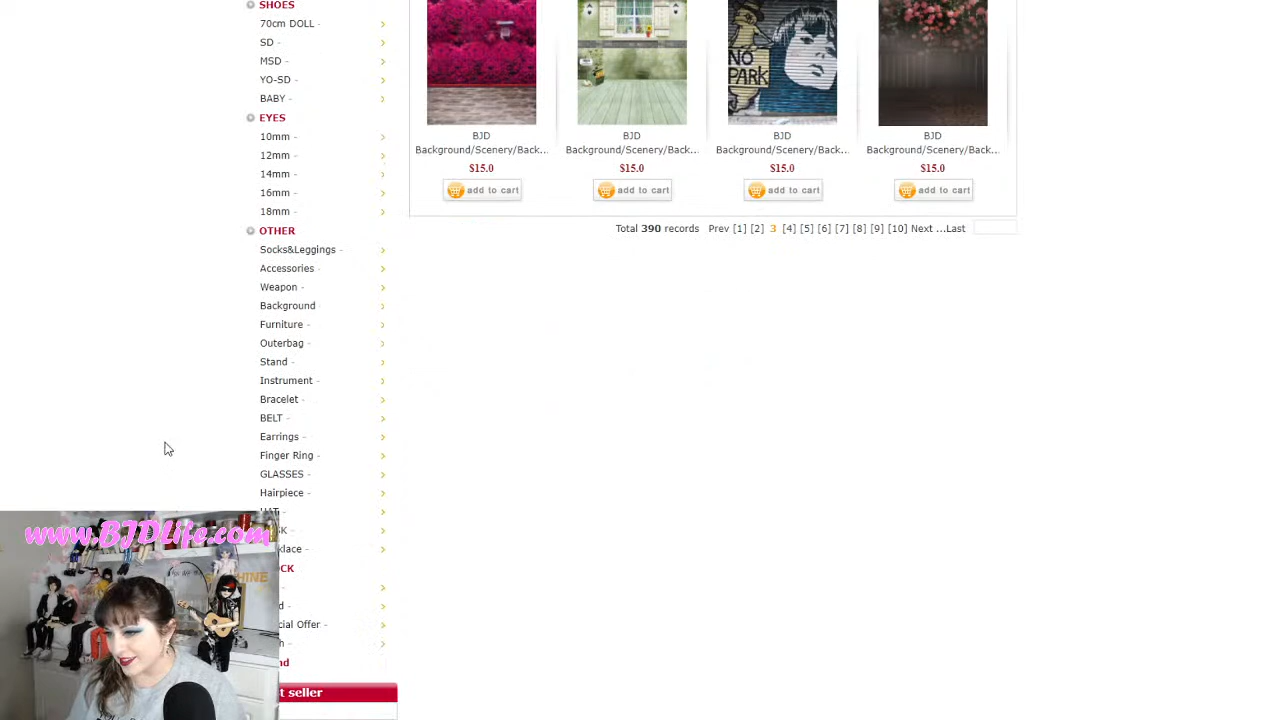 SHOES
70cm DOLL -
SD -
MSD -
YO-SD -
BABY -
EYES
10mm -
12mm -
14mm -
16mm -
18mm -
OTHER
Socks&Leggings -
Accessories -
Weapon -
Background
Furniture -
Outerbag -
Stand -
Instrument -
Bracelet -
BELT -
Earrings -
Finger Ring -
GLASSES -
Hairpiece -
NO
PARK
BJD BJD BJD BJD
Background/Scenery/Back... Background/Scenery/Back... Background/Scenery/Back... Background/Scenery/Back...
$15.0 $15.0 $15.0 $15.0
add to cart add to cart add to cart add to cart
Total 390 records Prev [1] [2] 3 [4] [5] [6] [7] [8] [9] [10] Next ...Last
www.BJDLife.com
seller